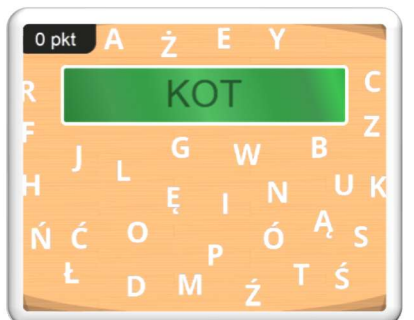 0 pkt A Ż E Y
KOT
R C
F Z
J L G W B
H Ę I N U K
Ń Ć O P Ó Ą S
Ł D M Ź T Ś